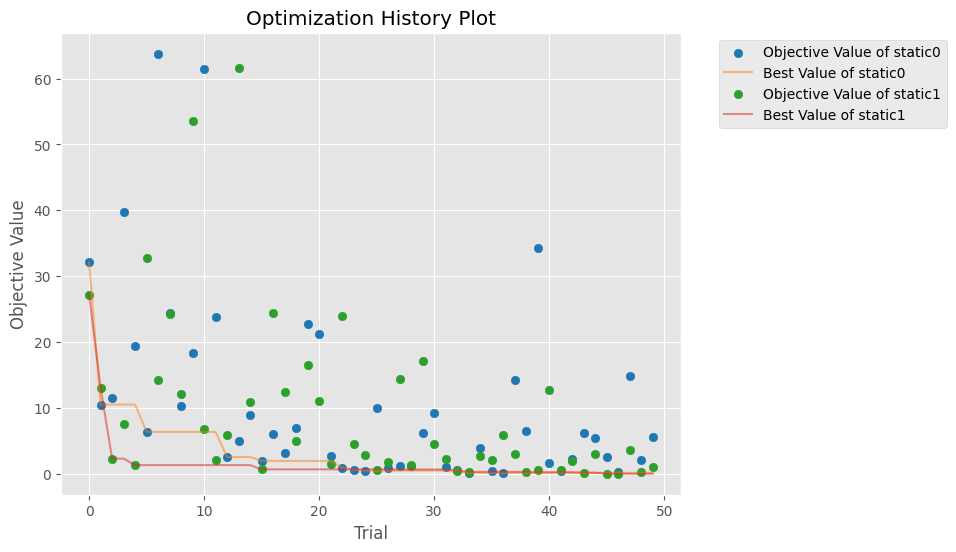 Optimization History Plot
Objective Value of static0
Best Value of static0
Objective Value of static1
Best Value of static1
Objective Value
60
50
40
30
20
10
0
0 10 20 30 40 50
Trial